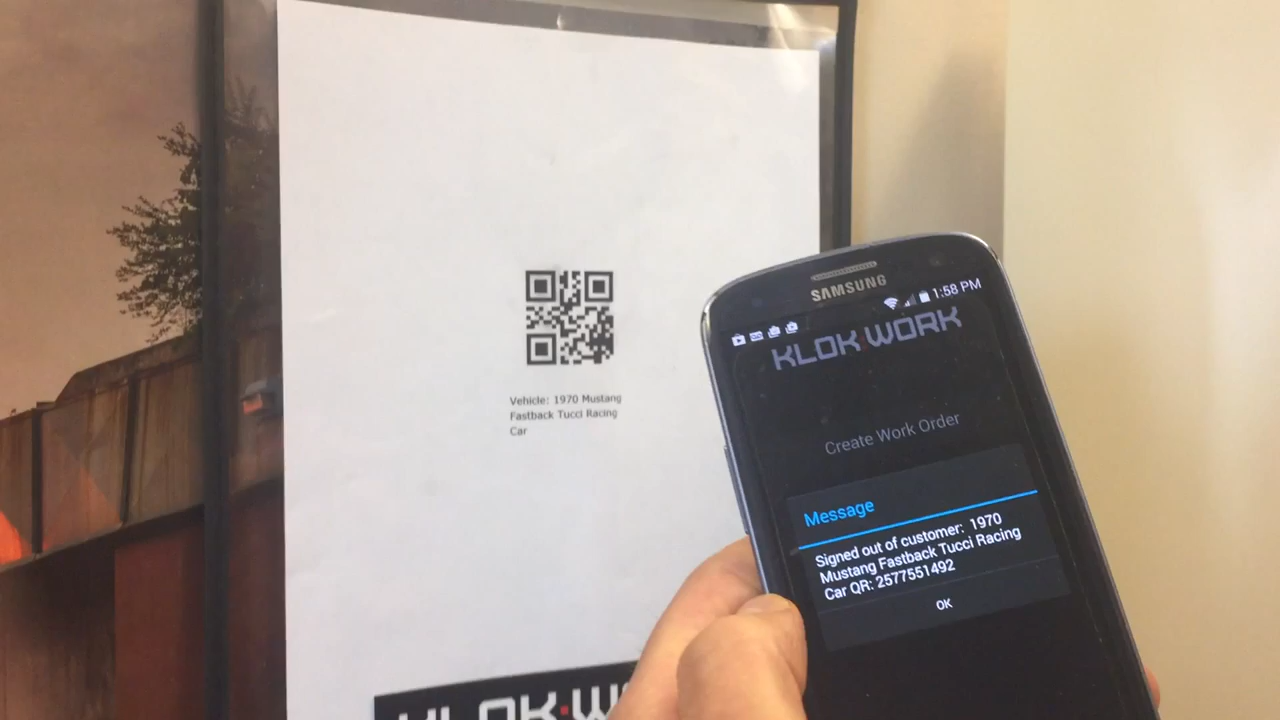 Vehicle: 1970 Mustang
Fastback Tucci Racing
Car
KLOK·W
SAMSUNG
1:58 PM
KLOK·WORK
Create Work Order
Message
Signed out of customer: 1970
Mustang Fastback Tucci Racing
Car QR: 2577551492
OK